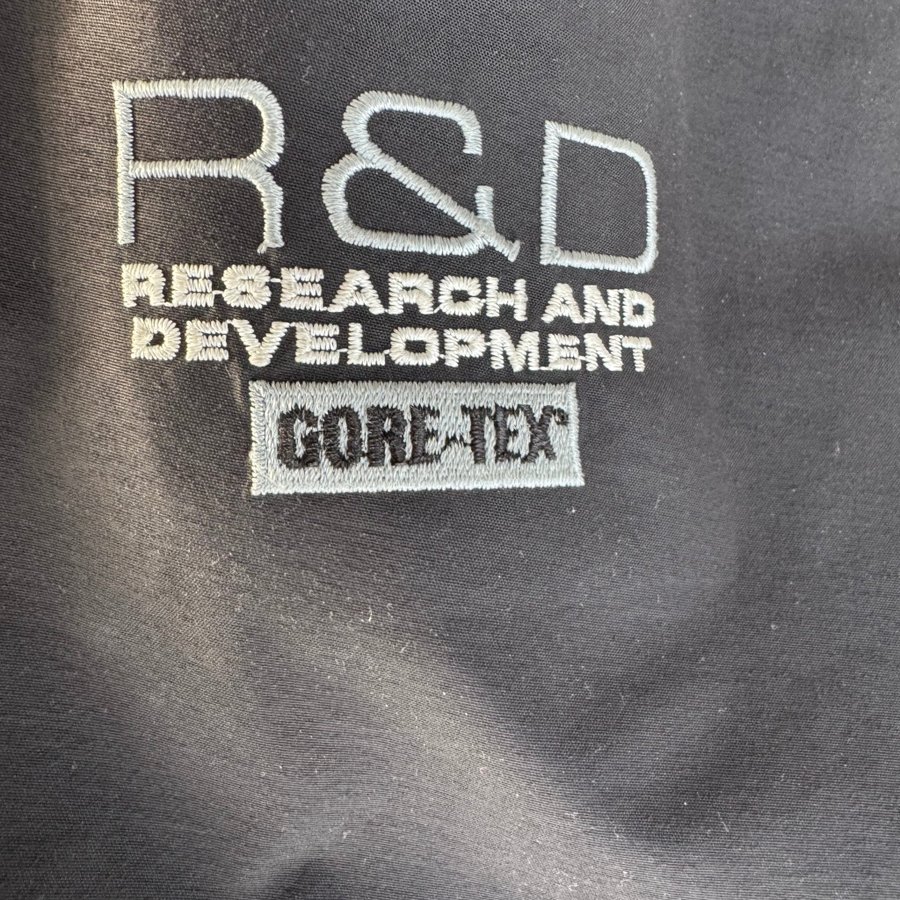 R&D
RESEARCH AND
DEVELOPMENT
GORE-TEX®